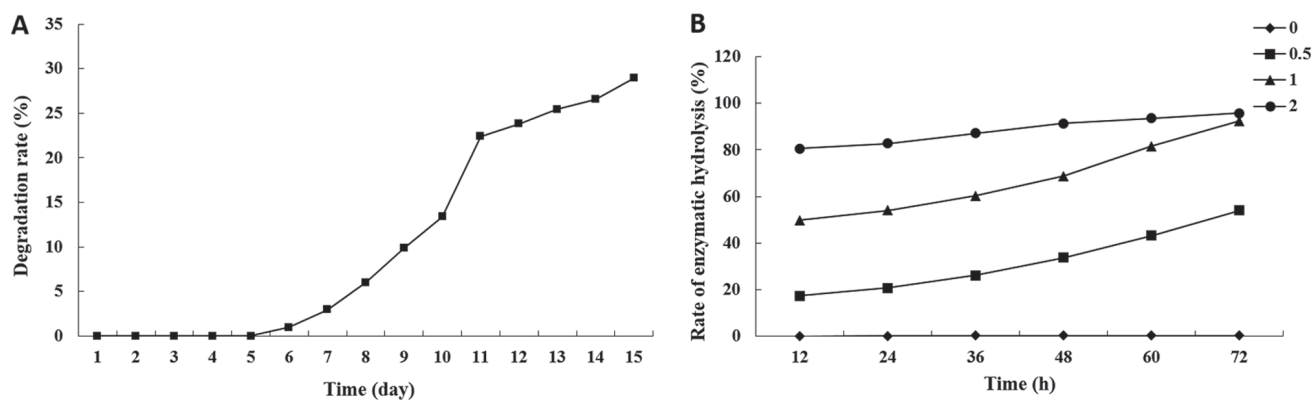 A
Degradation rate (%)
35
30
25
20
15
10
5
0
1 2 3 4 5 6 7 8 9 10 11 12 13 14 15
Time (day)
B
Rate of enzymatic hydrolysis (%)
120
100
80
60
40
20
0
12 24 36 48 60 72
Time (h)
0
0.5
1
2